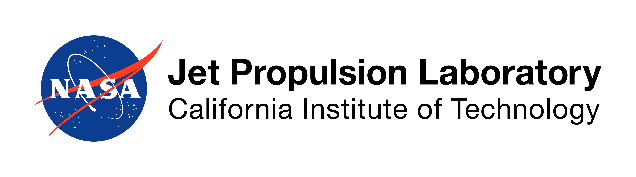 NASA
Jet Propulsion Laboratory
California Institute of Technology